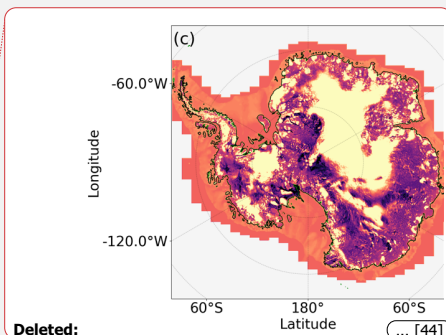 (c)
-60.0°W
Longitude
-120.0°W
60°S 180° 60°S
Latitude
Deleted: ... [44]